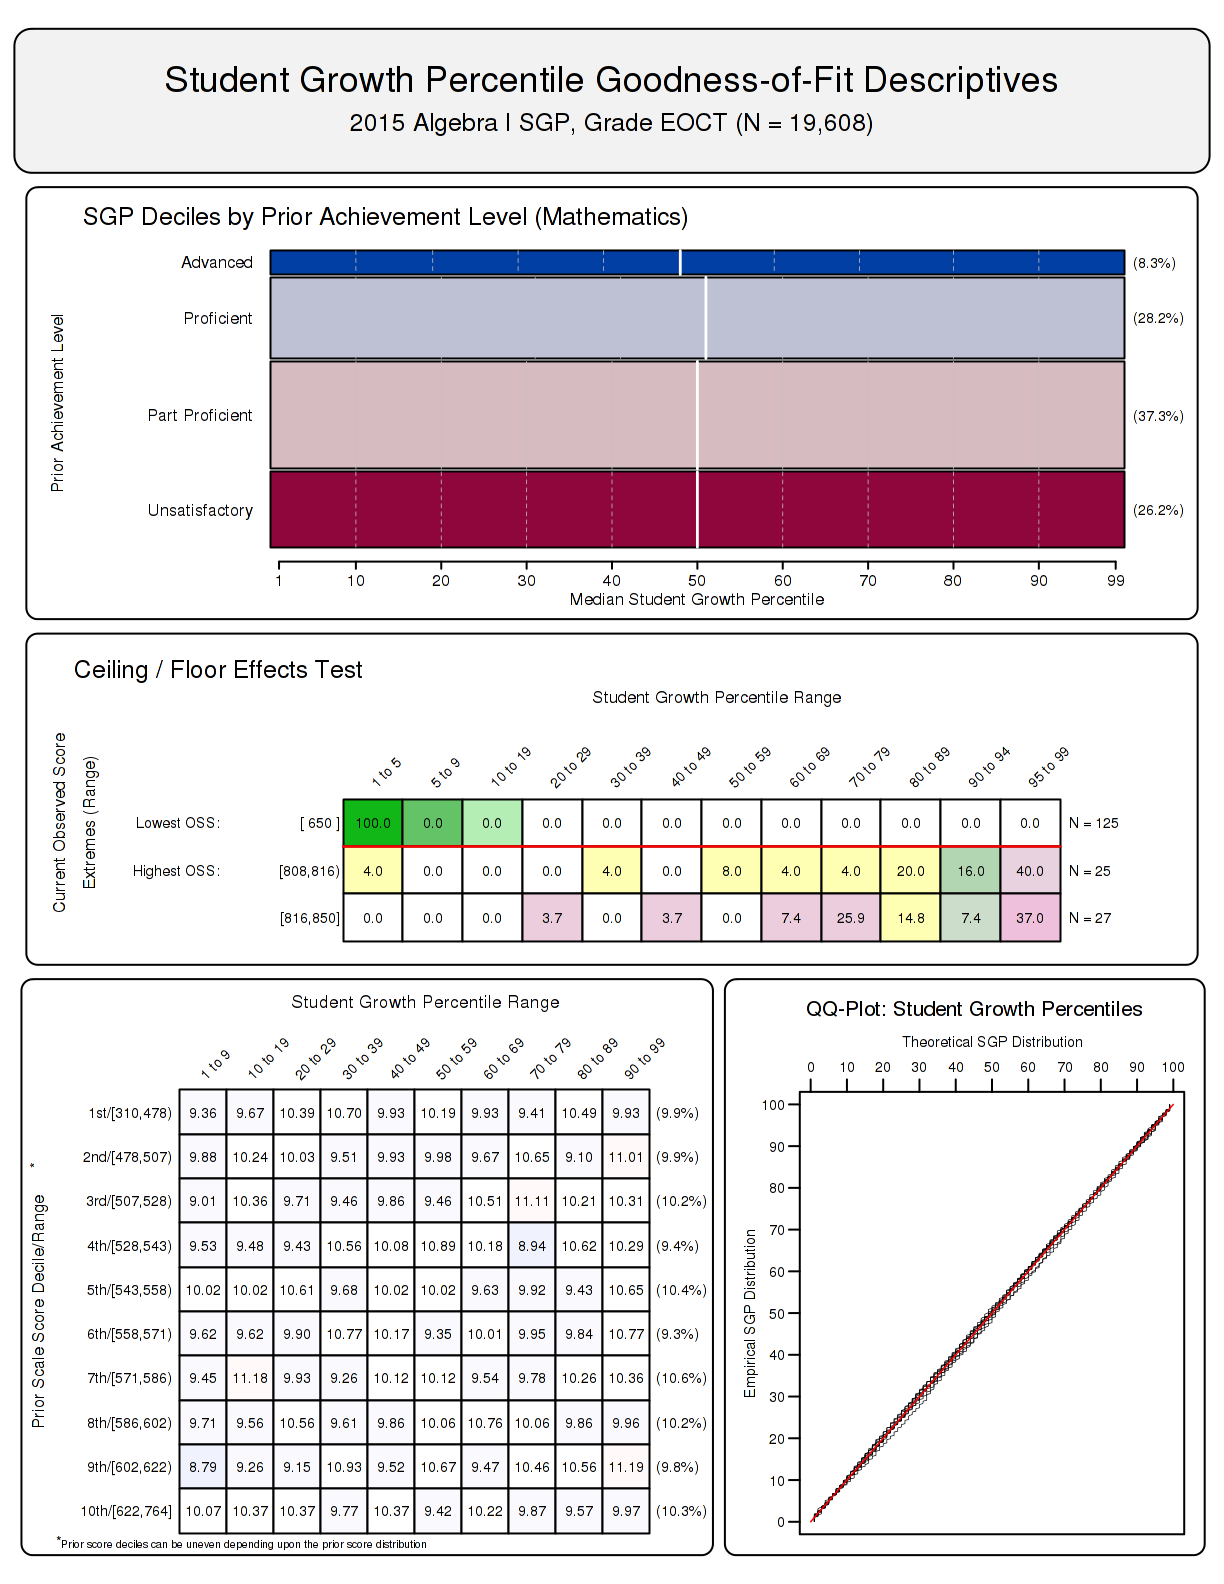 Student Growth Percentile Goodness-of-Fit Descriptives
2015 Algebra I SGP, Grade EOCT (N = 19,608)
SGP Deciles by Prior Achievement Level (Mathematics)
Prior Achievement Level
Advanced (8.3%)
Proficient (28.2%)
Part Proficient (37.3%)
Unsatisfactory (26.2%)
1 10 20 30 40 50 60 70 80 90 99
Median Student Growth Percentile
Ceiling / Floor Effects Test
Student Growth Percentile Range
Current Observed Score
Extremes (Range)
1 to 5 5 to 9 10 to 19 20 to 29 30 to 39 40 to 49 50 to 59 60 to 69 70 to 79 80 to 89 90 to 94 95 to 99
Lowest OSS: [ 650 ] 100.0 0.0 0.0 0.0 0.0 0.0 0.0 0.0 0.0 0.0 0.0 0.0 N = 125
Highest OSS: [808,816) 4.0 0.0 0.0 0.0 4.0 0.0 8.0 4.0 4.0 20.0 16.0 40.0 N = 25
[816,850] 0.0 0.0 0.0 3.7 0.0 3.7 0.0 7.4 25.9 14.8 7.4 37.0 N = 27
Student Growth Percentile Range
1 to 9 10 to 19 20 to 29 30 to 39 40 to 49 50 to 59 60 to 69 70 to 79 80 to 89 90 to 99
Prior Scale Score Decile/Range *
1st/[310,478) 9.36 9.67 10.39 10.70 9.93 10.19 9.93 9.41 10.49 9.93 (9.9%)
2nd/[478,507) 9.88 10.24 10.03 9.51 9.93 9.98 9.67 10.65 9.10 11.01 (9.9%)
3rd/[507,528) 9.01 10.36 9.71 9.46 9.86 9.46 10.51 11.11 10.21 10.31 (10.2%)
4th/[528,543) 9.53 9.48 9.43 10.56 10.08 10.89 10.18 8.94 10.62 10.29 (9.4%)
5th/[543,558) 10.02 10.02 10.61 9.68 10.02 10.02 9.63 9.92 9.43 10.65 (10.4%)
6th/[558,571) 9.62 9.62 9.90 10.77 10.17 9.35 10.01 9.95 9.84 10.77 (9.3%)
7th/[571,586) 9.45 11.18 9.93 9.26 10.12 10.12 9.54 9.78 10.26 10.36 (10.6%)
8th/[586,602) 9.71 9.56 10.56 9.61 9.86 10.06 10.76 10.06 9.86 9.96 (10.2%)
9th/[602,622) 8.79 9.26 9.15 10.93 9.52 10.67 9.47 10.46 10.56 11.19 (9.8%)
10th/[622,764] 10.07 10.37 10.37 9.77 10.37 9.42 10.22 9.87 9.57 9.97 (10.3%)
*Prior score deciles can be uneven depending upon the prior score distribution
QQ-Plot: Student Growth Percentiles
Theoretical SGP Distribution
0 10 20 30 40 50 60 70 80 90 100
Empirical SGP Distribution
100
90
80
70
60
50
40
30
20
10
0